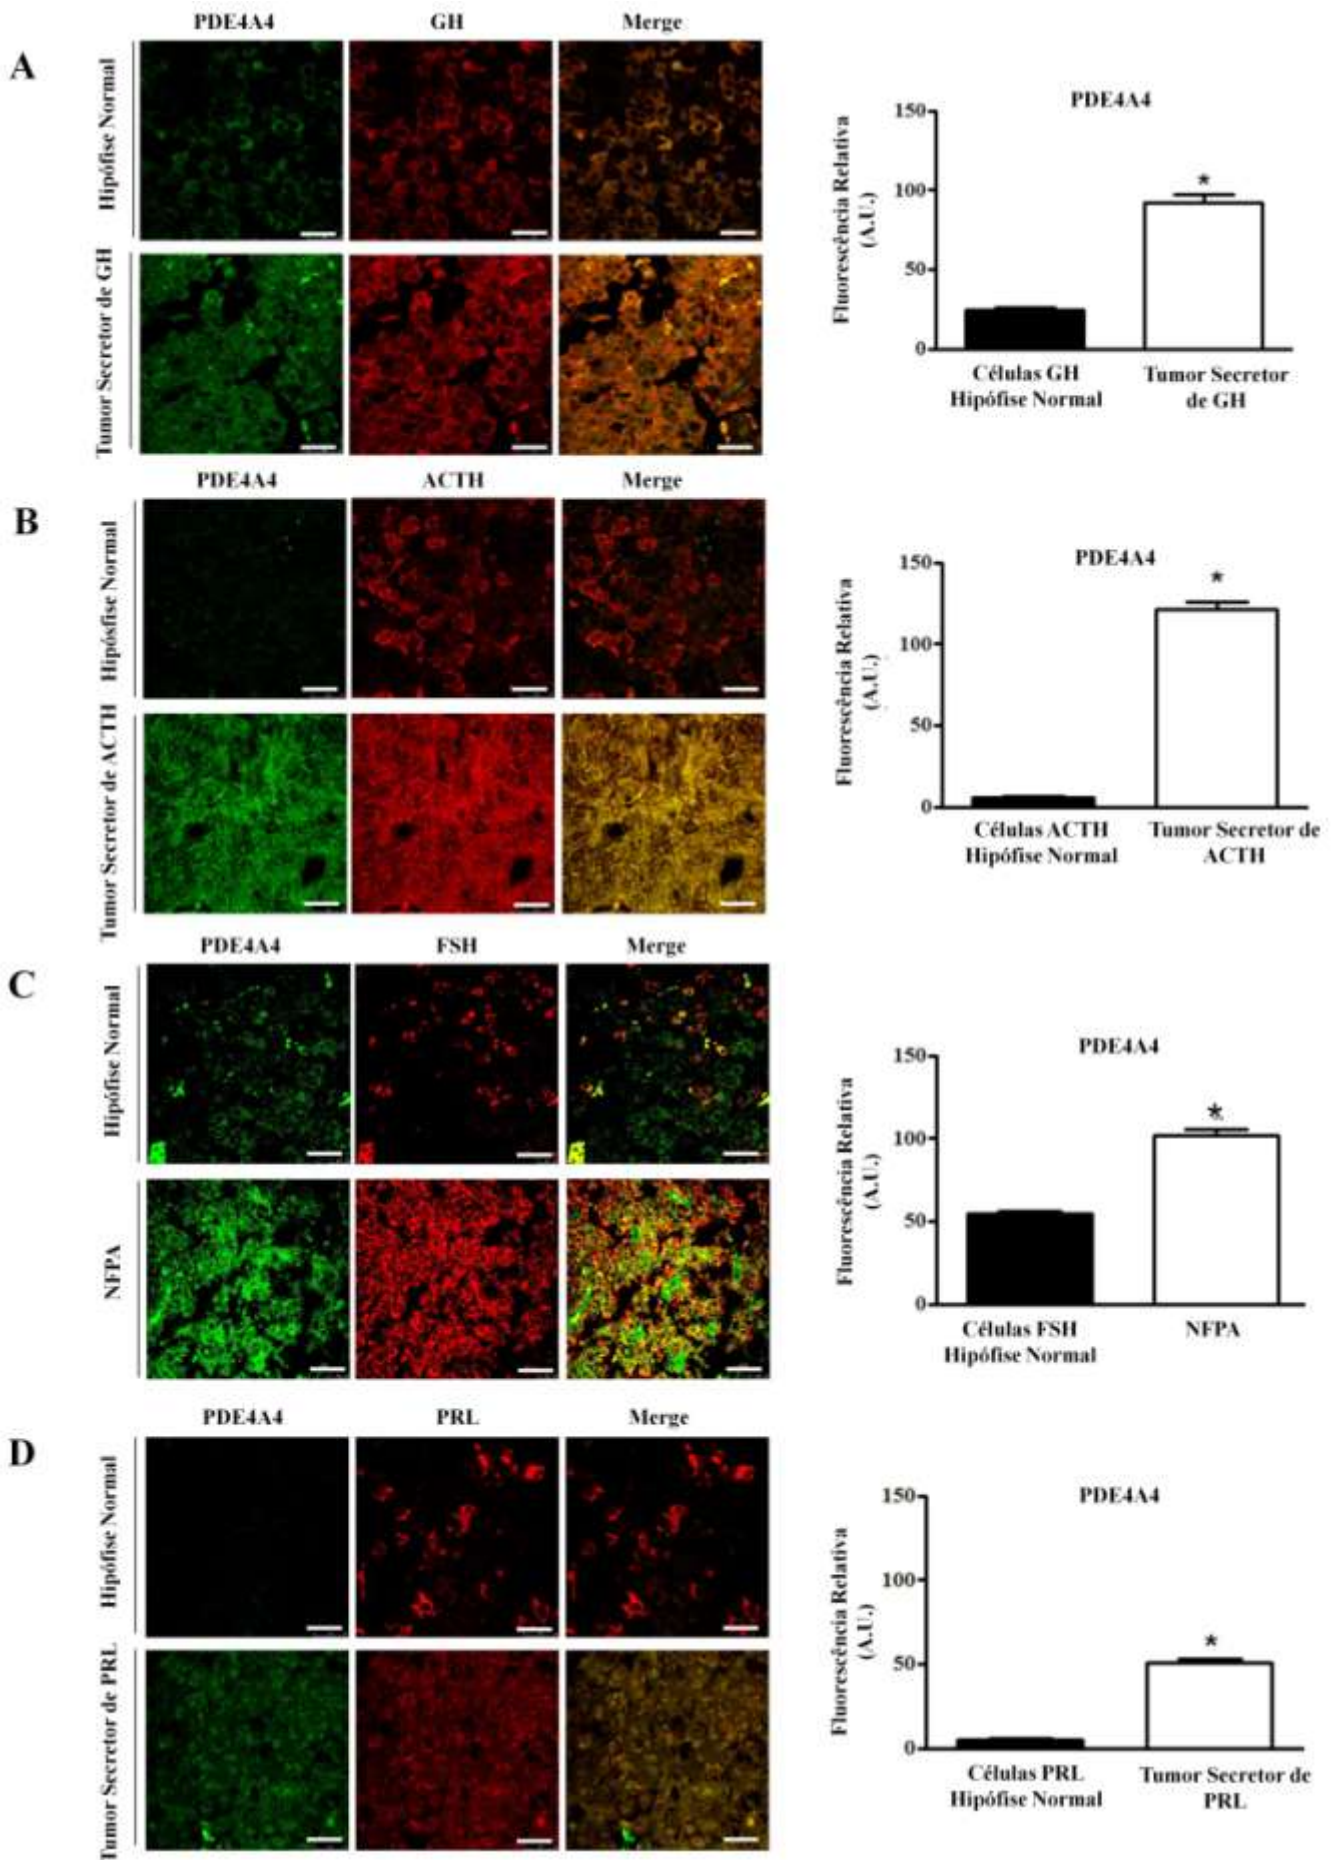 PDE4A4 GH Merge
A
Hipófise Normal
Tumor Secretor de GH
PDE4A4
150
100
50
0
Fluorescência Relativa
(A.U.)
*
Células GH
Hipófise Normal
Tumor Secretor
de GH
PDE4A4 ACTH Merge
B
Hipósfise Normal
Tumor Secretor de ACTH
PDE4A4
150
100
50
0
Fluorescência Relativa
(A.U.)
*
Células ACTH
Hipófise Normal
Tumor Secretor de
ACTH
PDE4A4 FSH Merge
C
Hipófise Normal
NFPA
PDE4A4
150
100
50
0
Fluorescência Relativa
(A.U.)
*
Células FSH
Hipófise Normal
NFPA
PDE4A4 PRL Merge
D
Hipófise Normal
Tumor Secretor de PRL
PDE4A4
150
100
50
0
Fluorescência Relativa
(A.U.)
*
Células PRL
Hipófise Normal
Tumor Secretor de
PRL